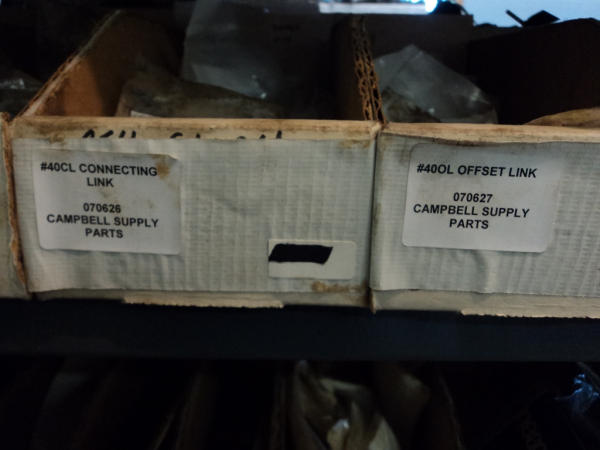 #40CL CONNECTING
LINK
070626
CAMPBELL SUPPLY
PARTS
#40OL OFFSET LINK
070627
CAMPBELL SUPPLY
PARTS